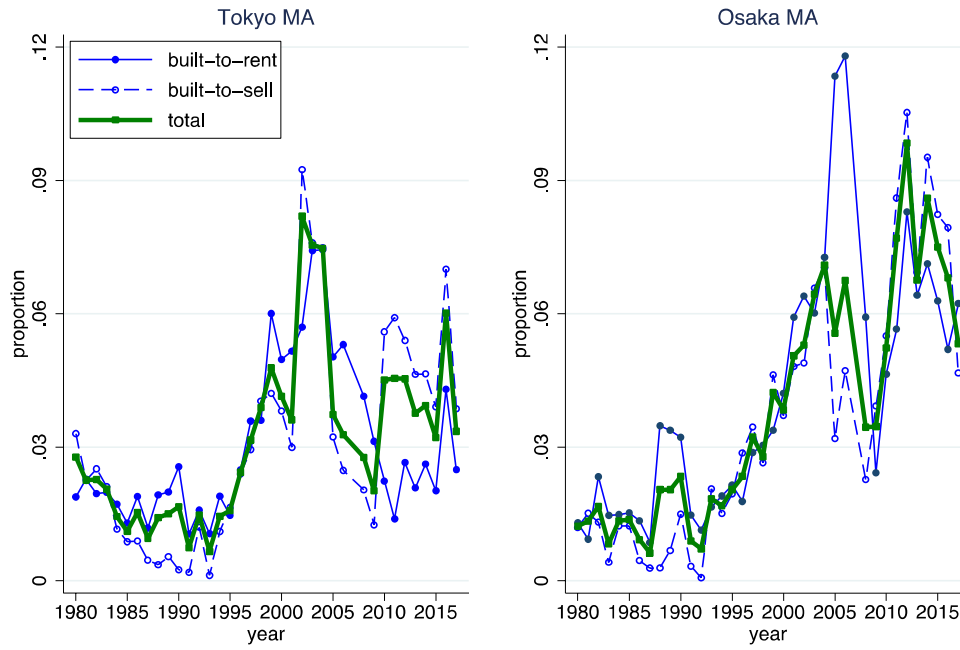 Tokyo MA
.12
.09
.06
.03
0
proportion
built-to-rent
built-to-sell
total
1980 1985 1990 1995 2000 2005 2010 2015
year
Osaka MA
.12
.09
.06
.03
0
proportion
1980 1985 1990 1995 2000 2005 2010 2015
year